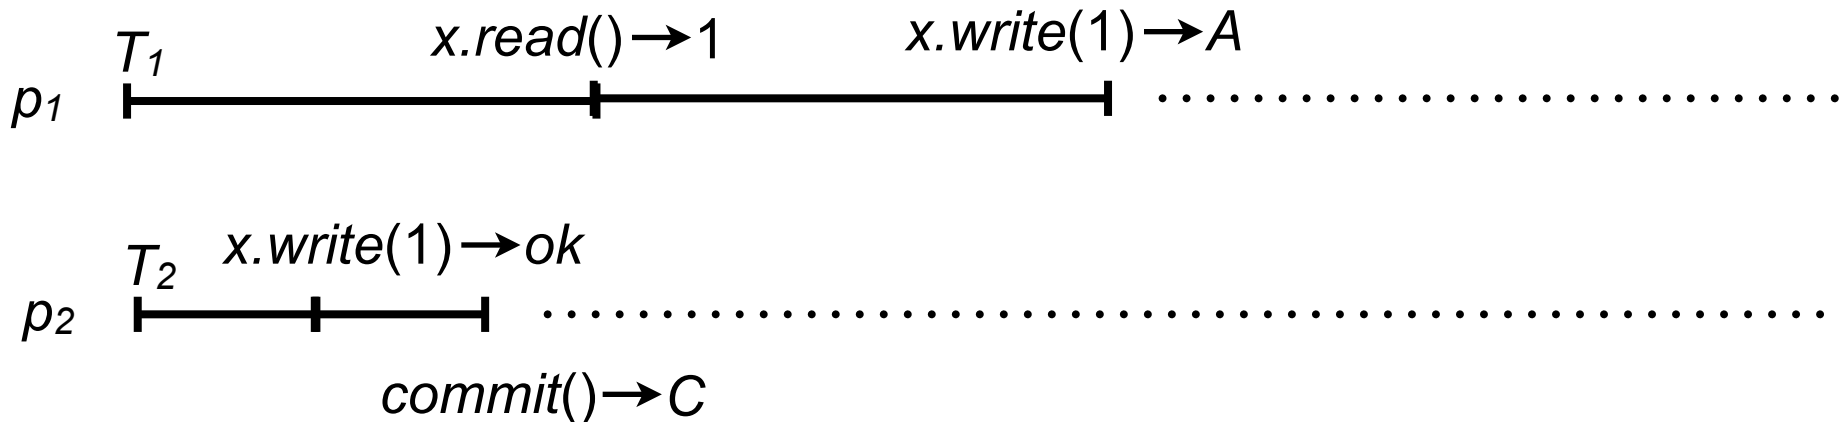 T1 x.read()→1 x.write(1)→A
p1
T2 x.write(1)→ok
p2
commit()→C